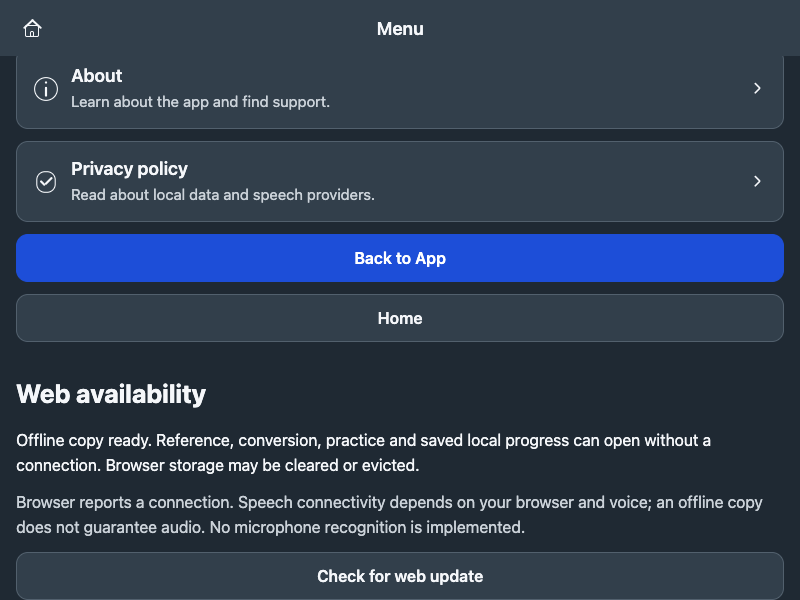 Menu
About
Learn about the app and find support.
Privacy policy
Read about local data and speech providers.
Back to App
Home
Web availability
Offline copy ready. Reference, conversion, practice and saved local progress can open without a
connection. Browser storage may be cleared or evicted.
Browser reports a connection. Speech connectivity depends on your browser and voice; an offline copy
does not guarantee audio. No microphone recognition is implemented.
Check for web update